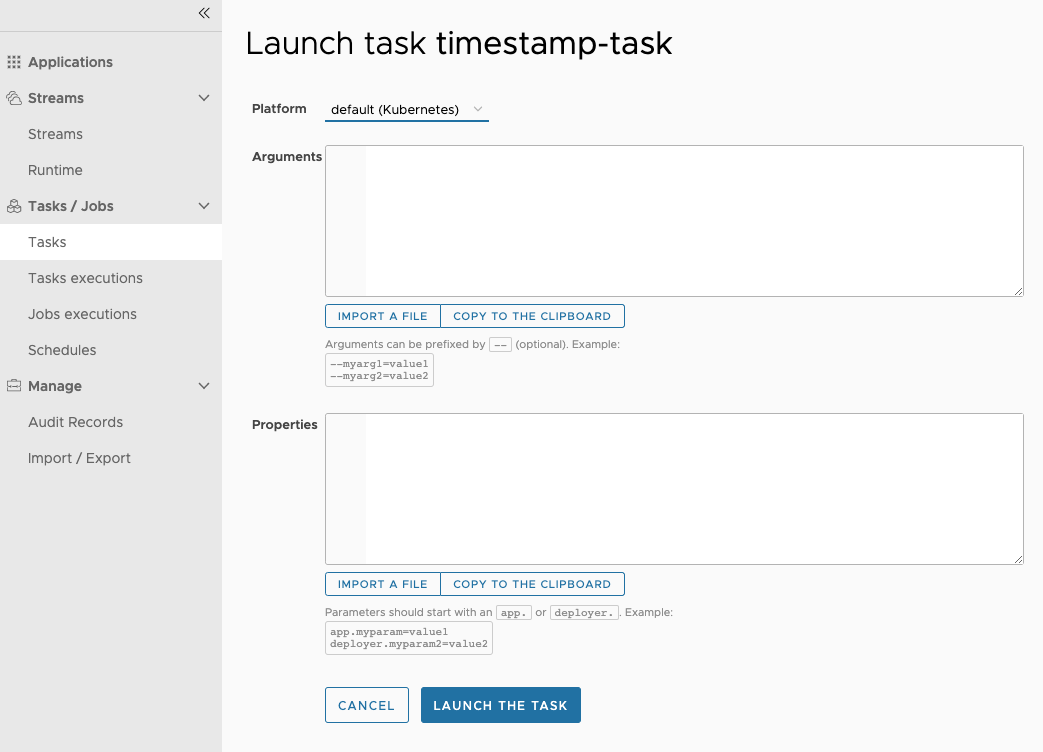 Applications
Streams
Streams
Runtime
Tasks / Jobs
Tasks
Tasks executions
Jobs executions
Schedules
Manage
Audit Records
Import / Export
Launch task timestamp-task
Platform default (Kubernetes)
Arguments
IMPORT A FILE COPY TO THE CLIPBOARD
Arguments can be prefixed by -- (optional). Example:
--myarg1=value1
--myarg2=value2
Properties
IMPORT A FILE COPY TO THE CLIPBOARD
Parameters should start with an app. or deployer. . Example:
app.myparam=value1
deployer.myparam2=value2
CANCEL LAUNCH THE TASK